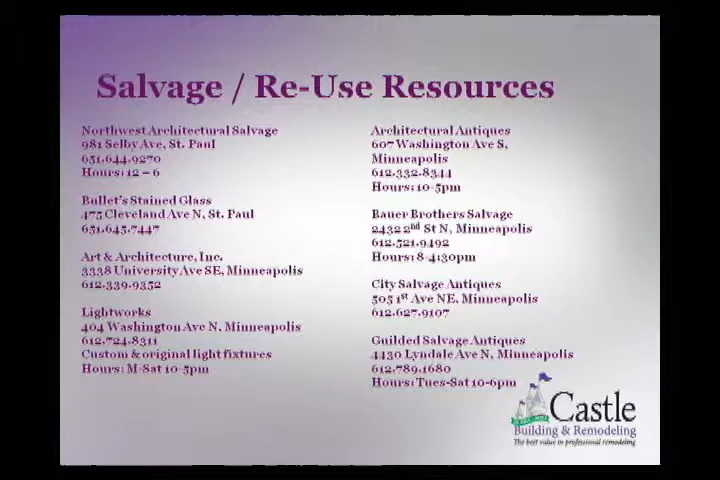 Salvage / Re-Use Resources
Northwest Architectural Salvage
981 Selby Ave, St. Paul
651.644.9270
Hours: 12 – 6
Bullet's Stained Glass
475 Cleveland Ave N, St. Paul
651.645.7447
Art & Architecture, Inc.
3338 University Ave SE, Minneapolis
612.339.9352
Lightworks
404 Washington Ave N, Minneapolis
612.724.8311
Custom & original light fixtures
Hours: M-Sat 10-5pm
Architectural Antiques
607 Washington Ave S,
Minneapolis
612.332.8344
Hours: 10-5pm
Bauer Brothers Salvage
2432 2nd St N, Minneapolis
612.521.9492
Hours: 8-4:30pm
City Salvage Antiques
505 1st Ave NE, Minneapolis
612.627.9107
Guilded Salvage Antiques
4430 Lyndale Ave N, Minneapolis
612.789.1680
Hours: Tues-Sat 10-6pm
Castle
Building & Remodeling
The best value in professional remodeling